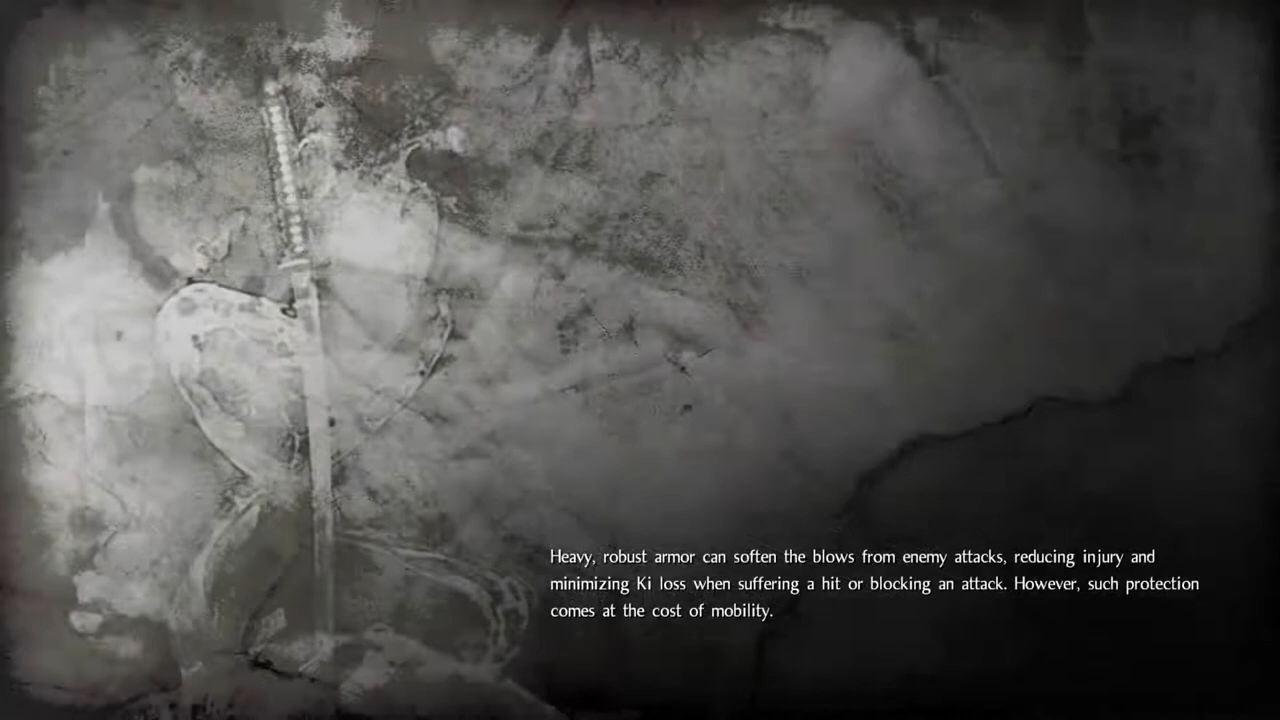 Heavy, robust armor can soften the blows from enemy attacks, reducing injury and
minimizing Ki loss when suffering a hit or blocking an attack. However, such protection
comes at the cost of mobility.